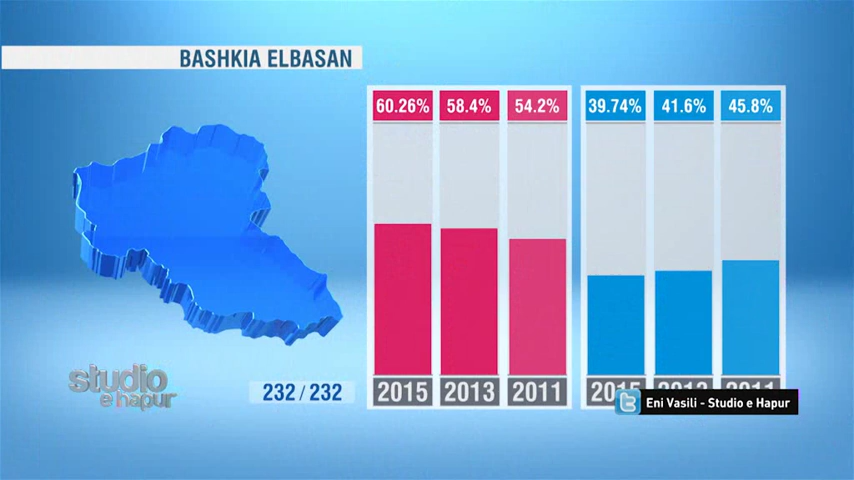 BASHKIA ELBASAN
60.26% 58.4% 54.2% 39.74% 41.6% 45.8%
studio
e hapur
232 / 232
2015 2013 2011
Eni Vasili - Studio e Hapur